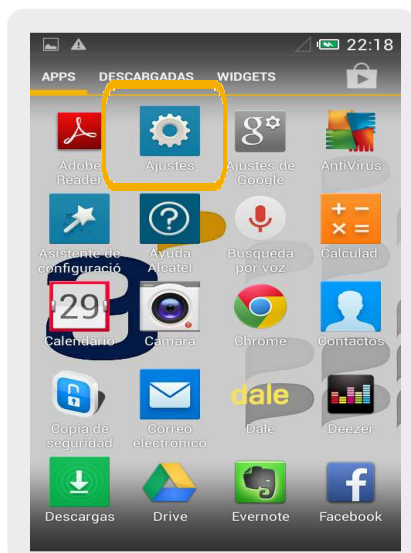 22:18
APPS DESCARGADAS WIDGETS
g
Adobe Reader
Ajustes
Ajustes de Google
AntiVirus
?
+ −
× =
Asistente de configuració
Ayuda Alcatel
Búsqueda por voz
Calculad.
29
Calendario
Cámara
Chrome
Contactos
dale
Copia de seguridad
Correo electrónico
Dale
Deezer
f
Descargas
Drive
Evernote
Facebook